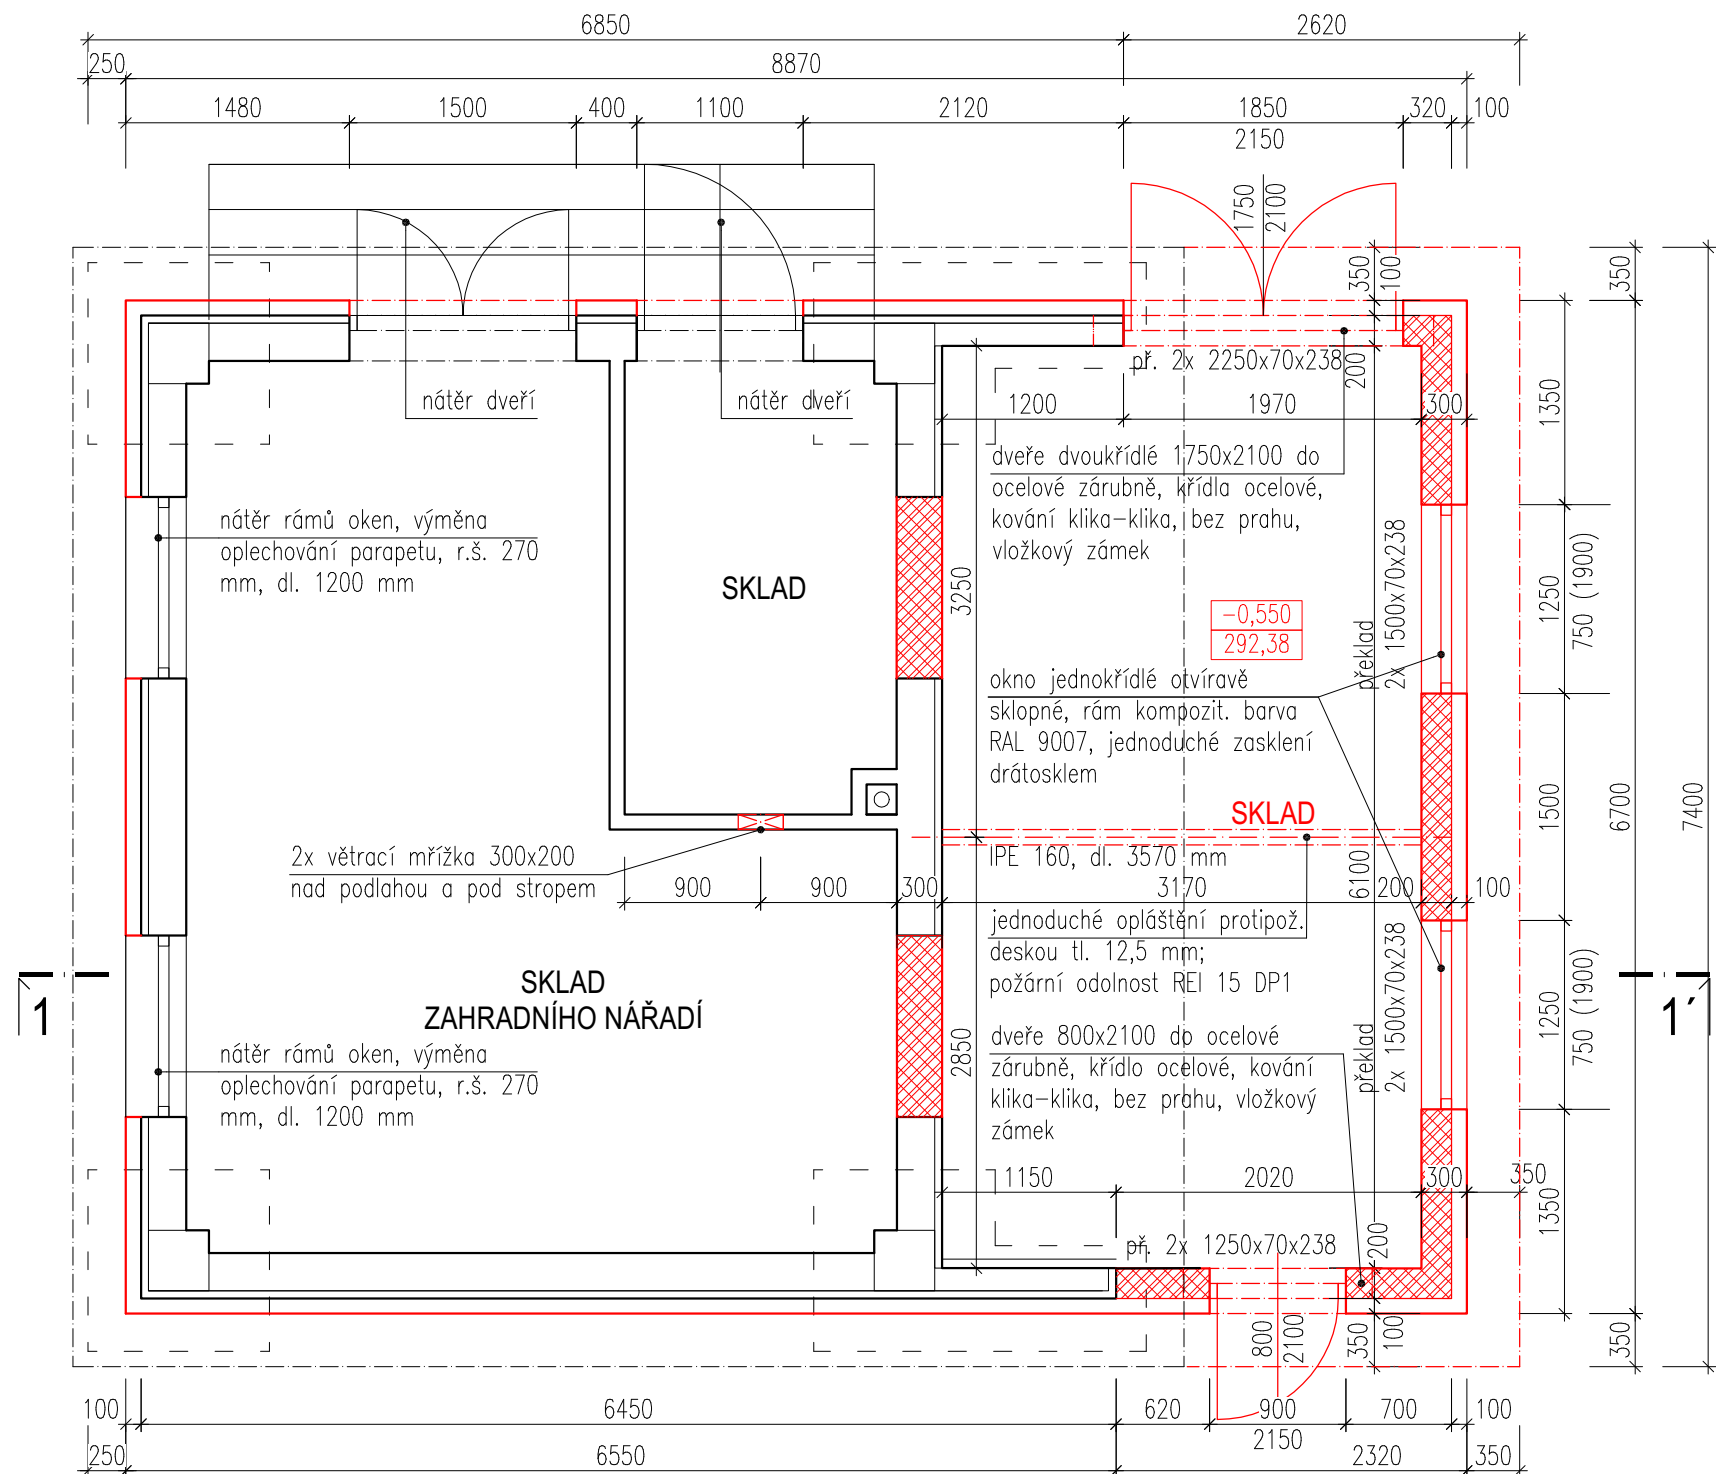 6850
2620
250
8870
1480
1500
400
1100
2120
1850
320
100
2150
1750
2100
350
100
350
př. 2x 2250x70x238
200
nátěr dveří
nátěr dveří
1200
1970
300
1350
dveře dvoukřídlé 1750x2100 do
ocelové zárubně, křídla ocelové,
kování klika-klika, bez prahu,
vložkový zámek
nátěr rámů oken, výměna
oplechování parapetu, r.š. 270
mm, dl. 1200 mm
SKLAD
3250
-0,550
292,38
překlad
2x 1500x70x238
1250
750 (1900)
okno jednokřídlé otvíravě
sklopné, rám kompozit. barva
RAL 9007, jednoduché zasklení
drátosklem
SKLAD
1500
6700
7400
2x větrací mřížka 300x200
nad podlahou a pod stropem
IPE 160, dl. 3570 mm
6100
900
900
300
3170
200
100
jednoduché opláštění protipož.
deskou tl. 12,5 mm;
požární odolnost REI 15 DP1
SKLAD
ZAHRADNÍHO NÁŘADÍ
1
1´
2850
dveře 800x2100 do ocelové
zárubně, křídlo ocelové, kování
klika-klika, bez prahu, vložkový
zámek
překlad
2x 1500x70x238
1250
750 (1900)
nátěr rámů oken, výměna
oplechování parapetu, r.š. 270
mm, dl. 1200 mm
1150
2020
300
350
1350
př. 2x 1250x70x238
200
800
2100
350
100
350
100
6450
620
900
700
100
2150
250
6550
2320
350